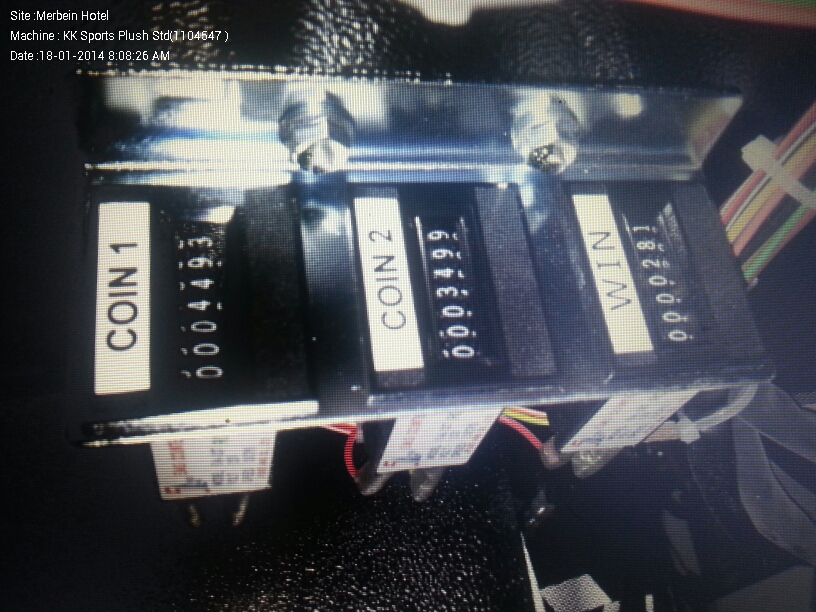 Site :Merbein Hotel
Machine : KK Sports Plush Std(1104647 )
Date :18-01-2014 8:08:26 AM
COIN 1
0004493
COIN 2
0003499
WIN
0000281